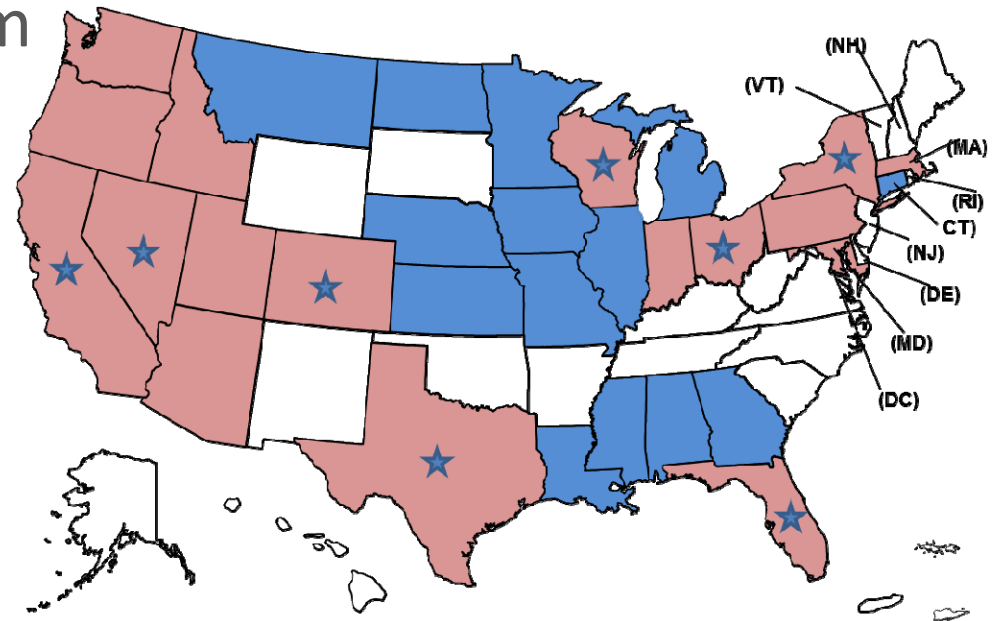 m
(NH)
(VT)
(MA)
(RI)
CT)
(NJ)
(DE)
(MD)
(DC)